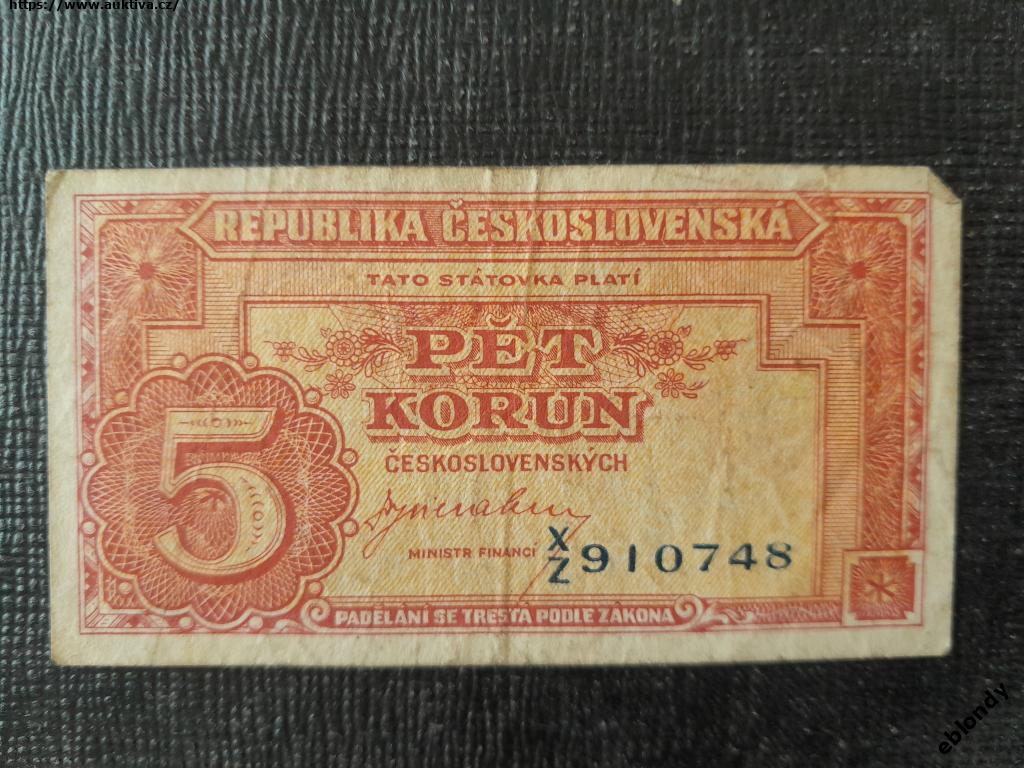 https://www.auktiva.cz/
REPUBLIKA ČESKOSLOVENSKÁ
TATO STÁTOVKA PLATÍ
PĚT
KORUN
ČESKOSLOVENSKÝCH
5
MINISTR FINANCÍ
X/Z 910748
PADĚLÁNÍ SE TRESTÁ PODLE ZÁKONA
eblondy